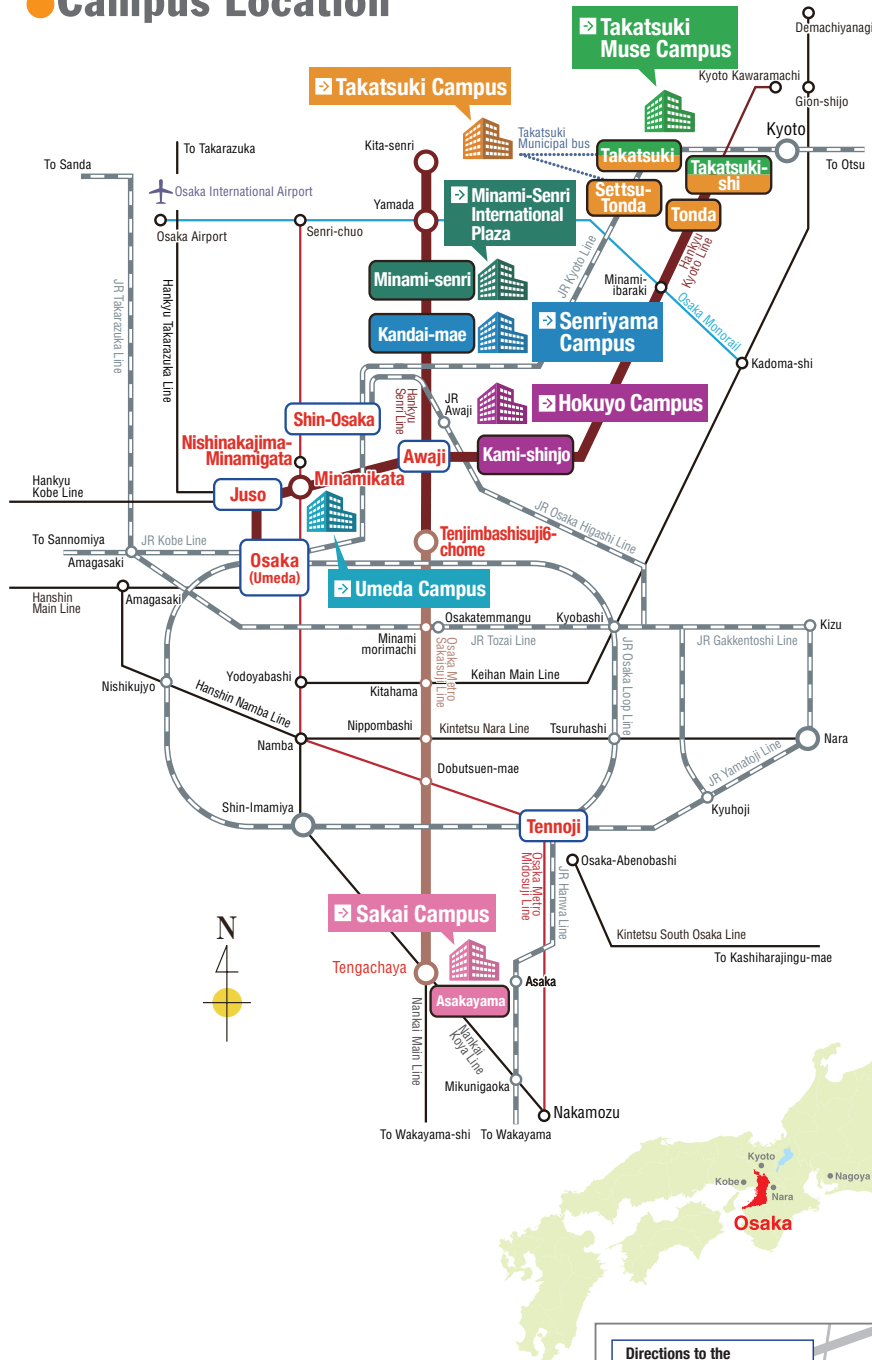 Campus Location
Takatsuki
Muse Campus
Demachiyanagi
Takatsuki Campus
Kyoto Kawaramachi
Gion-shijo
Takatsuki
Municipal bus
Kyoto
To Takarazuka
Kita-senri
Takatsuki
To Sanda
Takatsuki-
shi
To Otsu
Osaka International Airport
Minami-Senri
International
Plaza
Settsu-
Tonda
Yamada
Tonda
Osaka Airport
Senri-chuo
Hankyu
Kyoto Line
JR Kyoto Line
Minami-senri
Minami-
ibaraki
JR Takarazuka Line
Hankyu Takarazuka Line
Osaka Monorail
Kandai-mae
Senriyama
Campus
Kadoma-shi
Hankyu
Senri Line
JR
Awaji
Hokuyo Campus
Shin-Osaka
Nishinakajima-
Minamigata
Awaji
Kami-shinjo
Minamikata
Hankyu
Kobe Line
Juso
JR Osaka Higashi Line
To Sannomiya
JR Kobe Line
Tenjimbashisuji6-
chome
Amagasaki
Osaka
(Umeda)
Umeda Campus
Hanshin
Main Line
Amagasaki
Osakatemmangu
Kyobashi
Kizu
Minami
morimachi
JR Tozai Line
JR Gakkentoshi Line
Osaka Metro
Sakaisuji Line
JR Osaka Loop Line
Nishikujyo
Yodoyabashi
Kitahama
Keihan Main Line
Hanshin Namba Line
Nippombashi
Kintetsu Nara Line
Tsuruhashi
Namba
Nara
Dobutsuen-mae
JR Yamatoji Line
Shin-Imamiya
Kyuhoji
Tennoji
Osaka-Abenobashi
Osaka Metro
Midosuji Line
JR Hanwa Line
Sakai Campus
N
Kintetsu South Osaka Line
To Kashiharajingu-mae
Tengachaya
Asaka
Asakayama
Nankai Main Line
Nankai
Koya Line
Mikunigaoka
Nakamozu
To Wakayama-shi
To Wakayama
Kyoto
Kobe
Nagoya
Nara
Osaka
Directions to the